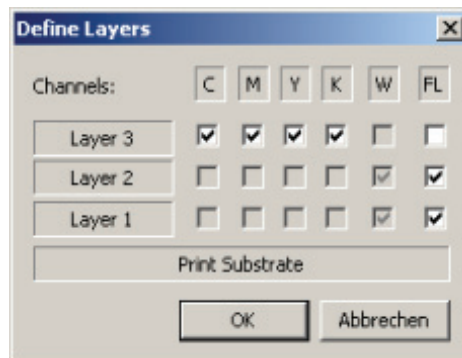 Define Layers
Channels: C M Y K W FL
Layer 3
Layer 2
Layer 1
Print Substrate
OK Abbrechen